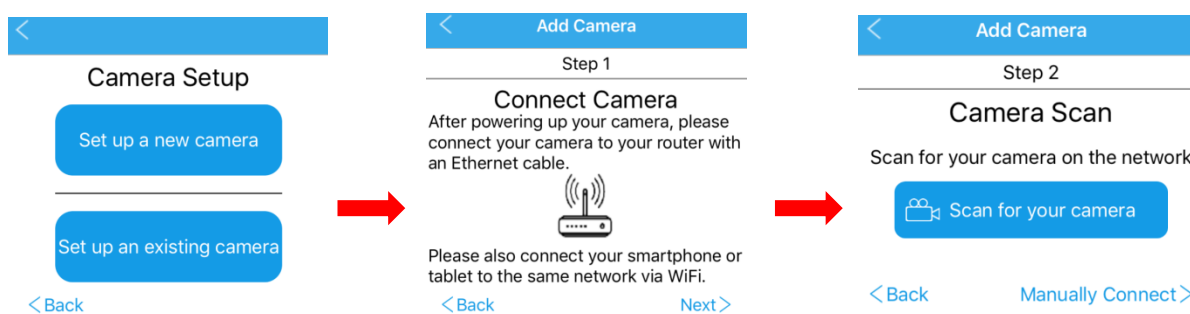 Camera Setup
Set up a new camera
Set up an existing camera
<Back
Add Camera
Step 1
Connect Camera
After powering up your camera, please
connect your camera to your router with
an Ethernet cable.
Please also connect your smartphone or
tablet to the same network via WiFi.
<Back Next>
Add Camera
Step 2
Camera Scan
Scan for your camera on the network
Scan for your camera
<Back Manually Connect>